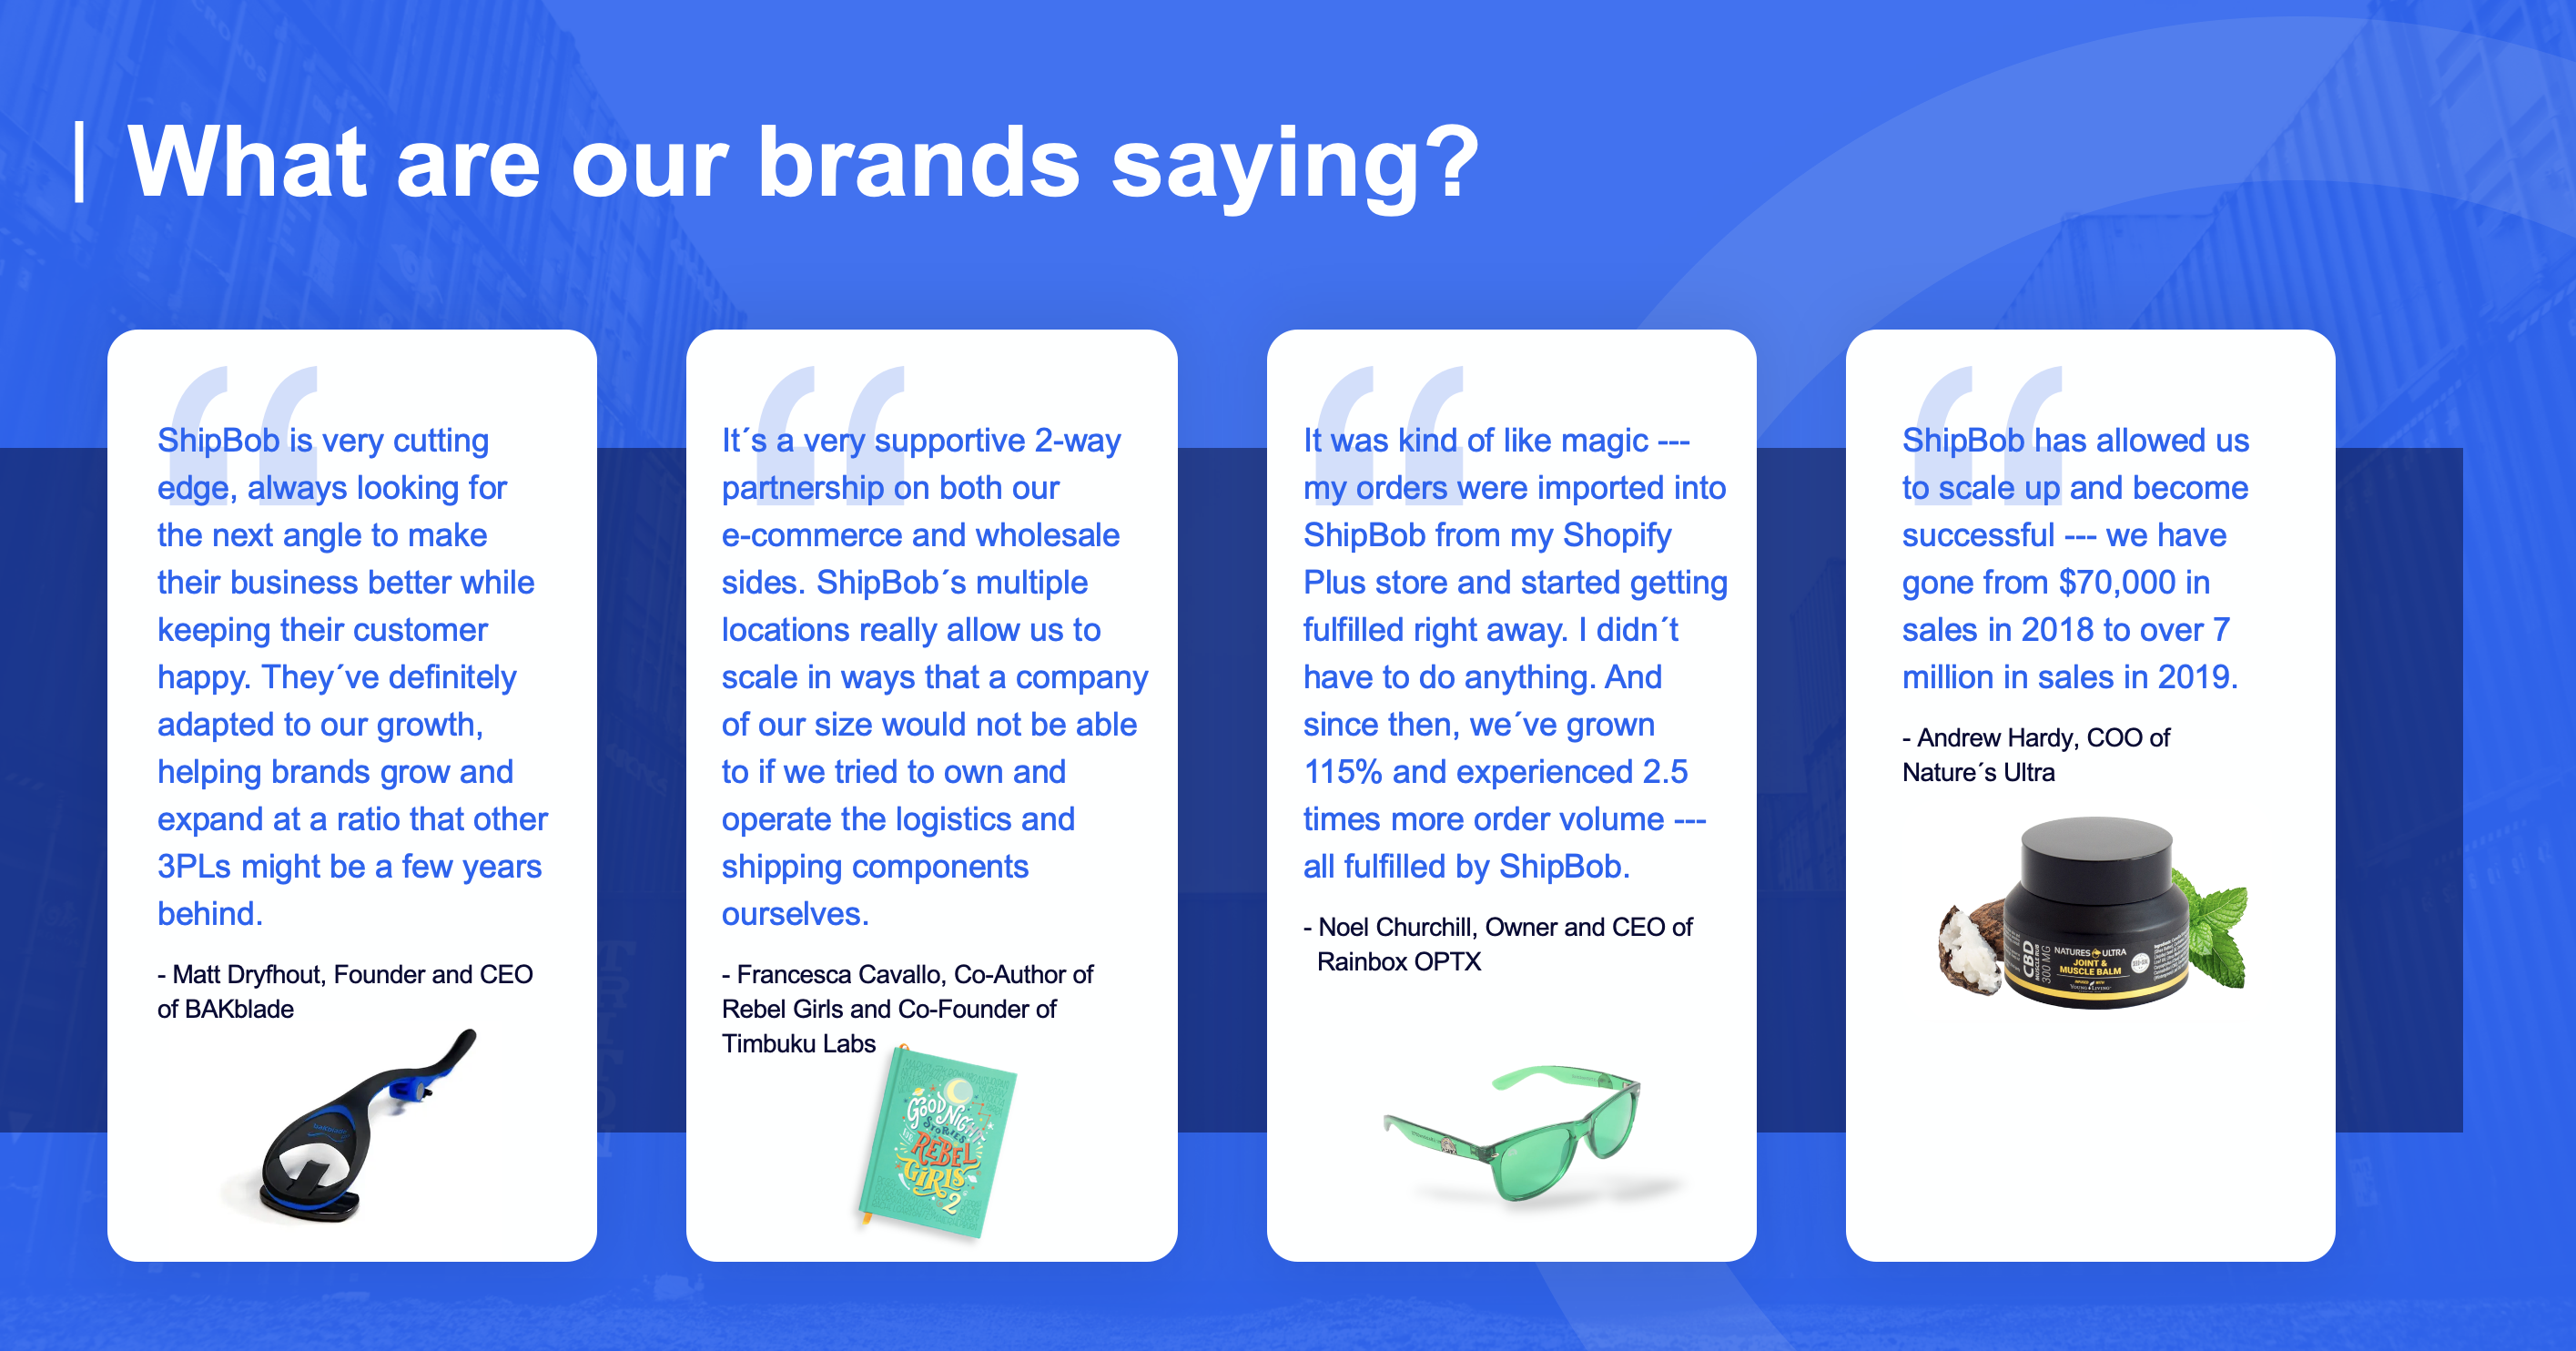 What are our brands saying?
ShipBob is very cutting
edge, always looking for
the next angle to make
their business better while
keeping their customer
happy. They´ve definitely
adapted to our growth,
helping brands grow and
expand at a ratio that other
3PLs might be a few years
behind.
- Matt Dryfhout, Founder and CEO
of BAKblade
It´s a very supportive 2-way
partnership on both our
e-commerce and wholesale
sides. ShipBob´s multiple
locations really allow us to
scale in ways that a company
of our size would not be able
to if we tried to own and
operate the logistics and
shipping components
ourselves.
- Francesca Cavallo, Co-Author of
Rebel Girls and Co-Founder of
Timbuku Labs
GOOD NIGHT
STORIES
FOR
REBEL
GIRLS
2
It was kind of like magic ---
my orders were imported into
ShipBob from my Shopify
Plus store and started getting
fulfilled right away. I didn´t
have to do anything. And
since then, we´ve grown
115% and experienced 2.5
times more order volume ---
all fulfilled by ShipBob.
- Noel Churchill, Owner and CEO of
Rainbox OPTX
ShipBob has allowed us
to scale up and become
successful --- we have
gone from $70,000 in
sales in 2018 to over 7
million in sales in 2019.
- Andrew Hardy, COO of
Nature´s Ultra
CBD
MUSCLE RUB
300 MG
NATURES ULTRA
JOINT &
MUSCLE BALM
YOUNG LIVING